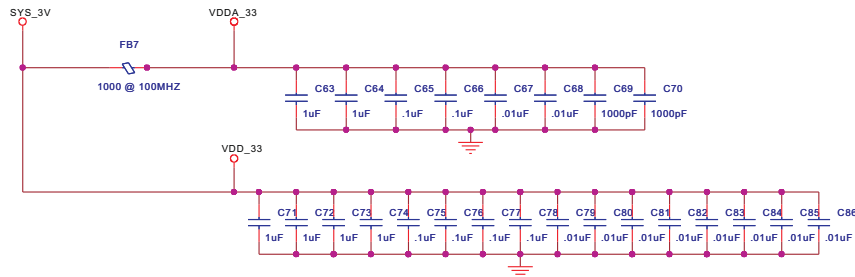 SYS_3V
VDDA_33
FB7
1000 @ 100MHZ
C63 C64 C65 C66 C67 C68 C69 C70
1uF 1uF .1uF .1uF .01uF .01uF 1000pF 1000pF
VDD_33
C71 C72 C73 C74 C75 C76 C77 C78 C79 C80 C81 C82 C83 C84 C85 C86
1uF 1uF 1uF 1uF .1uF .1uF .1uF .1uF .01uF .01uF .01uF .01uF .01uF .01uF .01uF .01uF